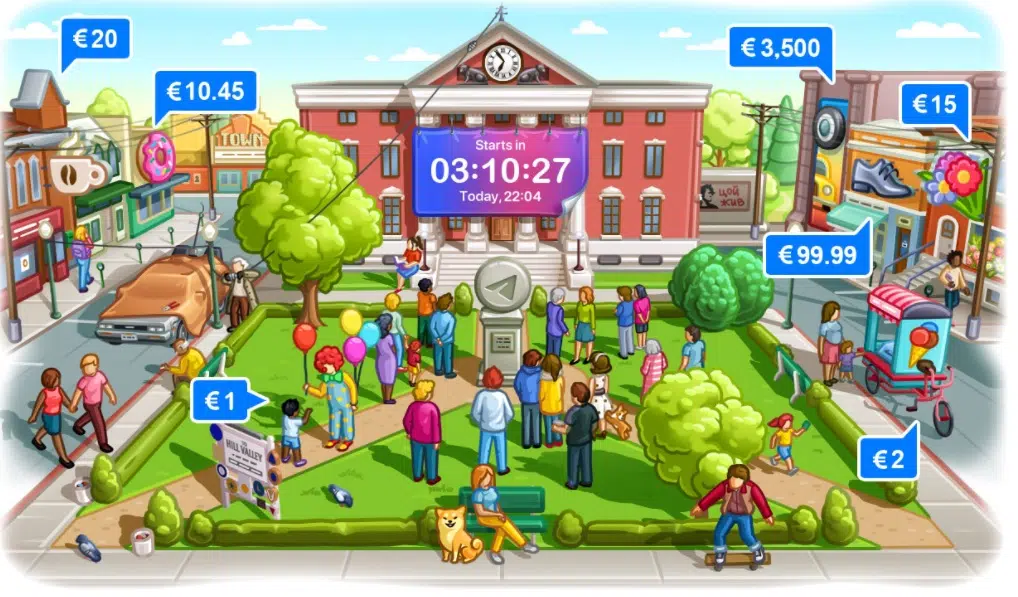 € 20
€ 3,500
€ 10.45
€ 15
TOWN
Starts in
03:10:27
Today, 22:04
цой
жив
€ 99.99
€ 1
HILL VALLEY
€ 2